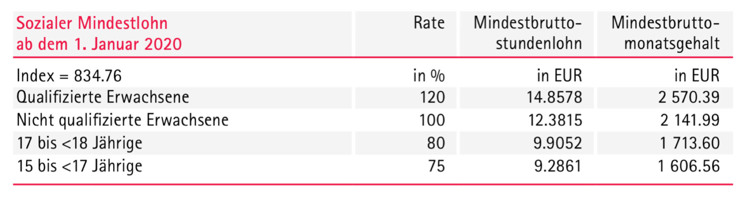 Sozialer Mindestlohn Rate Mindestbrutto- Mindestbrutto-
ab dem 1. Januar 2020 stundenlohn monatsgehalt
Index = 834.76 in % in EUR in EUR
Qualifizierte Erwachsene 120 14.8578 2 570.39
Nicht qualifizierte Erwachsene 100 12.3815 2 141.99
17 bis <18 Jährige 80 9.9052 1 713.60
15 bis <17 Jährige 75 9.2861 1 606.56